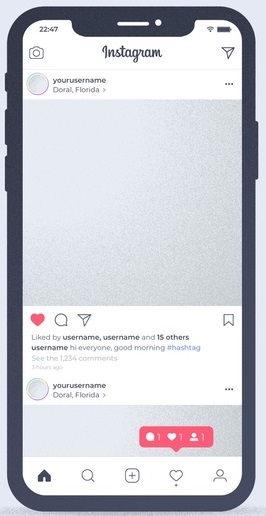 22:47
Instagram
yourusername
Doral, Florida >
Liked by username, username and 15 others
username hi everyone, good morning #hashtag
See the 1,234 comments
3 hours ago
yourusername
Doral, Florida >
1 1 1